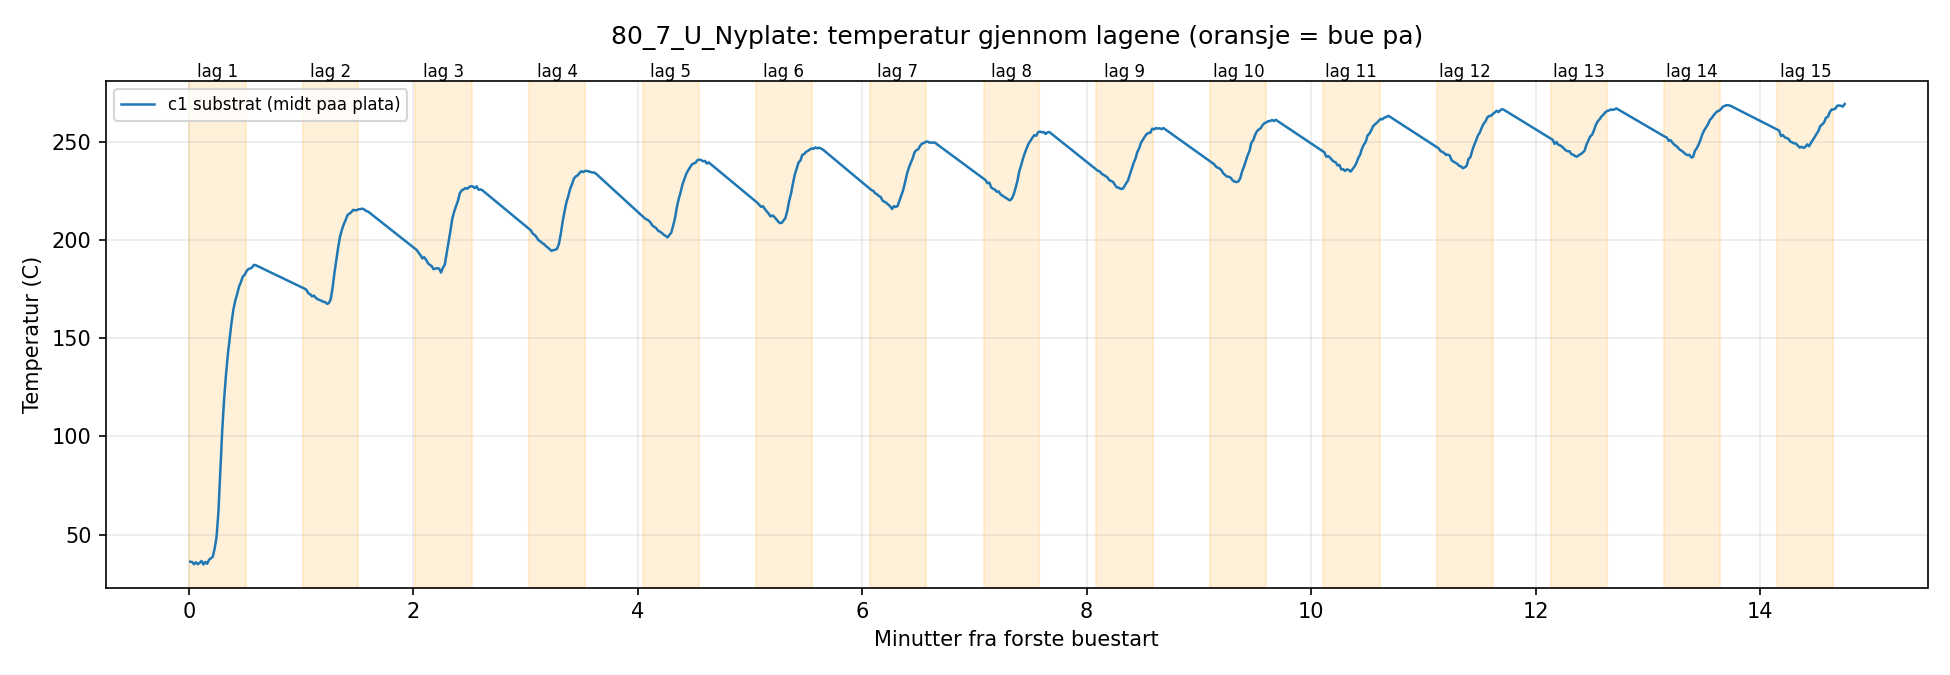 80_7_U_Nyplate: temperatur gjennom lagene (oransje = bue pa)
lag 1 lag 2 lag 3 lag 4 lag 5 lag 6 lag 7 lag 8 lag 9 lag 10 lag 11 lag 12 lag 13 lag 14 lag 15
c1 substrat (midt paa plata)
Temperatur (C)
250
200
150
100
50
0 2 4 6 8 10 12 14
Minutter fra forste buestart